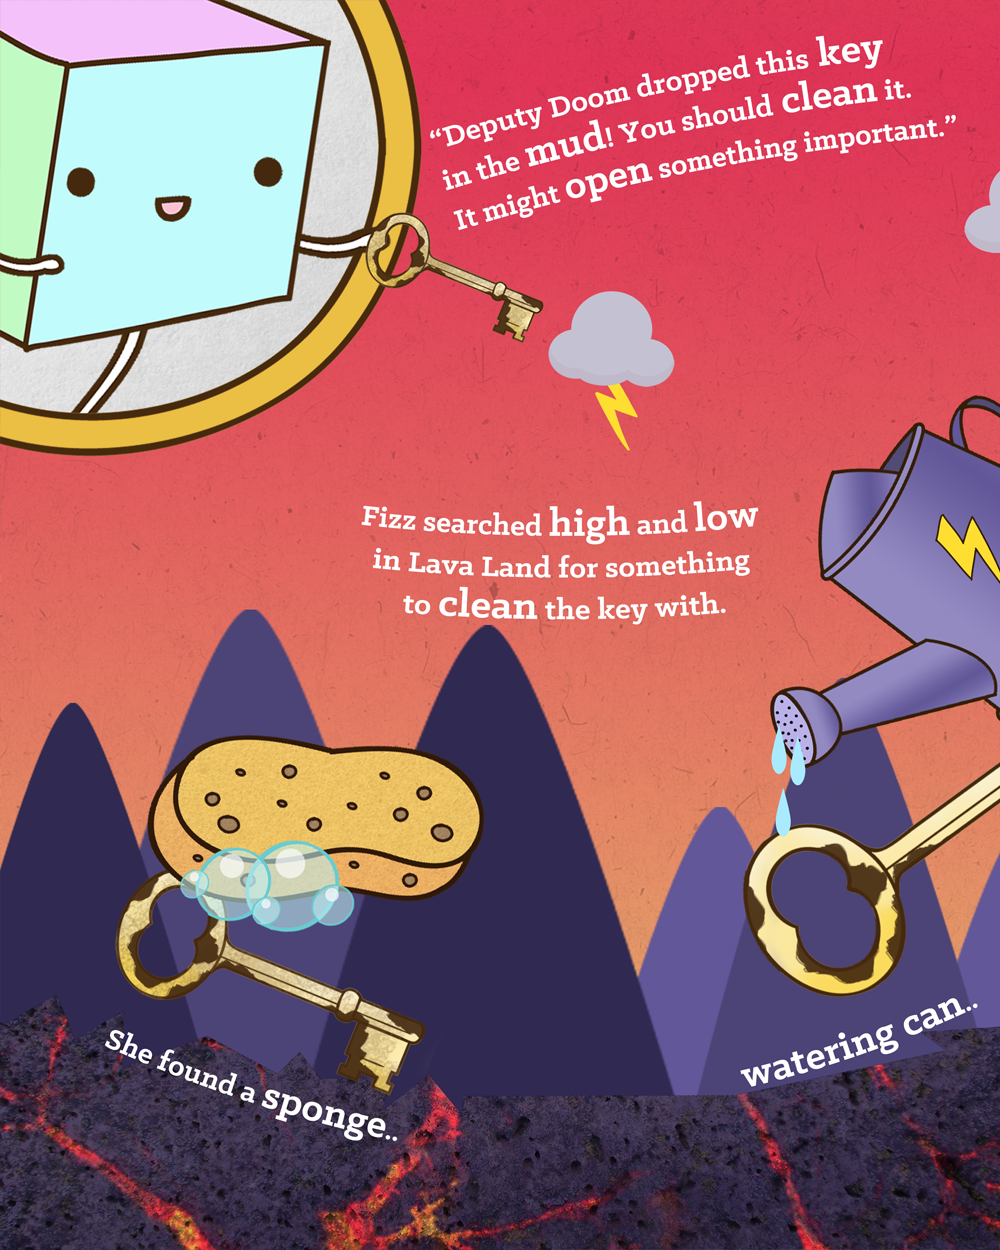 “Deputy Doom dropped this key
in the mud! You should clean it.
It might open something important.”
Fizz searched high and low
in Lava Land for something
to clean the key with.
She found a sponge..
watering can..